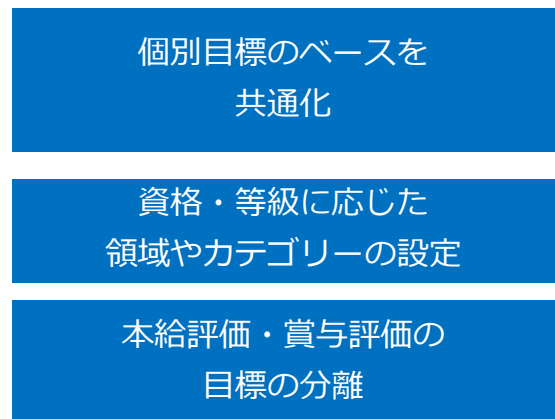 個別目標のベースを
共通化
資格・等級に応じた
領域やカテゴリーの設定
本給評価・賞与評価の
目標の分離